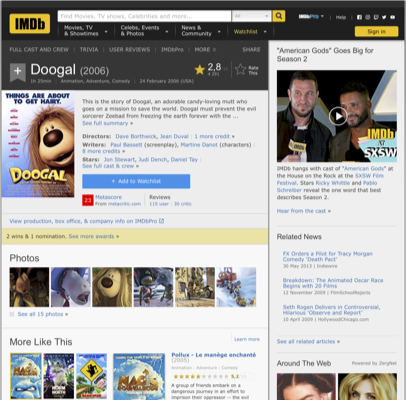 IMDb
Find Movies, TV shows, Celebrities and more...
All
IMDbPro
Help
Movies, TV
& Showtimes
Celebs, Events
& Photos
News &
Community
Watchlist
Sign in
FULL CAST AND CREW | TRIVIA | USER REVIEWS | IMDbPro | MORE
SHARE
Doogal (2006)
1h 25min
Animation, Adventure, Comedy
24 February 2006 (USA)
2,8
Rate
This
THINGS ARE ABOUT
TO GET HAIRY.
DOOGAL
This is the story of Doogal, an adorable candy-loving mutt who
goes on a mission to save the world. Doogal must prevent the evil
sorcerer Zeebad from freezing the earth forever with the ...
See full summary »
Directors: Dave Borthwick, Jean Duval | 1 more credit »
Writers: Paul Bassett (screenplay), Martine Danot (characters) |
8 more credits »
Stars: Jon Stewart, Judi Dench, Daniel Tay |
See full cast & crew »
+ Add to Watchlist
23
Metascore
From metacritic.com
Reviews
View production, box office, & company info on IMDbPro
2 wins & 1 nomination. See more awards »
Photos
See all 15 photos »
More Like This
Learn more
Pollux - Le manège enchanté
(2005)
Animation | Adventure | Comedy
A group of friends embark on a
dangerous journey in an effort to
improve their oppressor -- the evil
"American Gods" Goes Big for
Season 2
IMDb
at
SXSW
IMDb hangs with cast of "American Gods" at
the House on the Rock at the SXSW Film
Festival. Stars Ricky Whittle and Pablo
Schreiber reveal the one word that best
describes Season 2.
Hear from the cast »
Related News
FX Orders a Pilot for Tracy Morgan
Comedy 'Death Pact'
30 May 2013 | Indiewire
Breakdown: The Animated Oscar Race
Begins with 20 Films
12 November 2009 | FilmSchoolRejects
Seth Rogen Delivers in Controversial,
Hilarious 'Observe and Report'
10 April 2009 | HollywoodChicago.com
See all related articles »
Around The Web
Powered by ZergNet